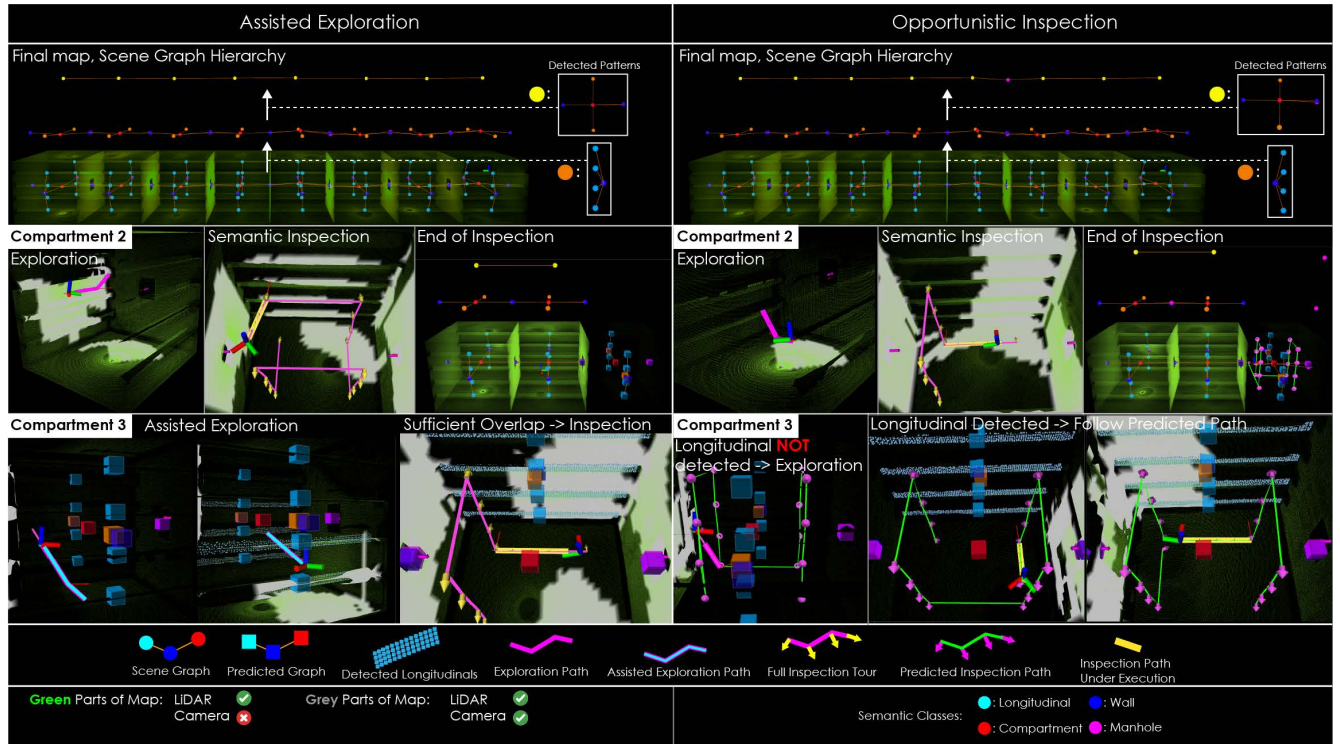 Assisted Exploration
Opportunistic Inspection
Final map, Scene Graph Hierarchy
Detected Patterns
:
:
Final map, Scene Graph Hierarchy
Detected Patterns
:
:
Compartment 2
Exploration
Semantic Inspection
End of Inspection
Compartment 2
Exploration
Semantic Inspection
End of Inspection
Compartment 3
Assisted Exploration
Sufficient Overlap -> Inspection
Compartment 3
Longitudinal NOT
detected -> Exploration
Longitudinal Detected -> Follow Predicted Path
Scene Graph
Predicted Graph
Detected Longitudinals
Exploration Path
Assisted Exploration Path
Full Inspection Tour
Predicted Inspection Path
Inspection Path
Under Execution
Green Parts of Map: LiDAR
Camera
Grey Parts of Map: LiDAR
Camera
Semantic Classes:
: Longitudinal
: Wall
: Compartment
: Manhole